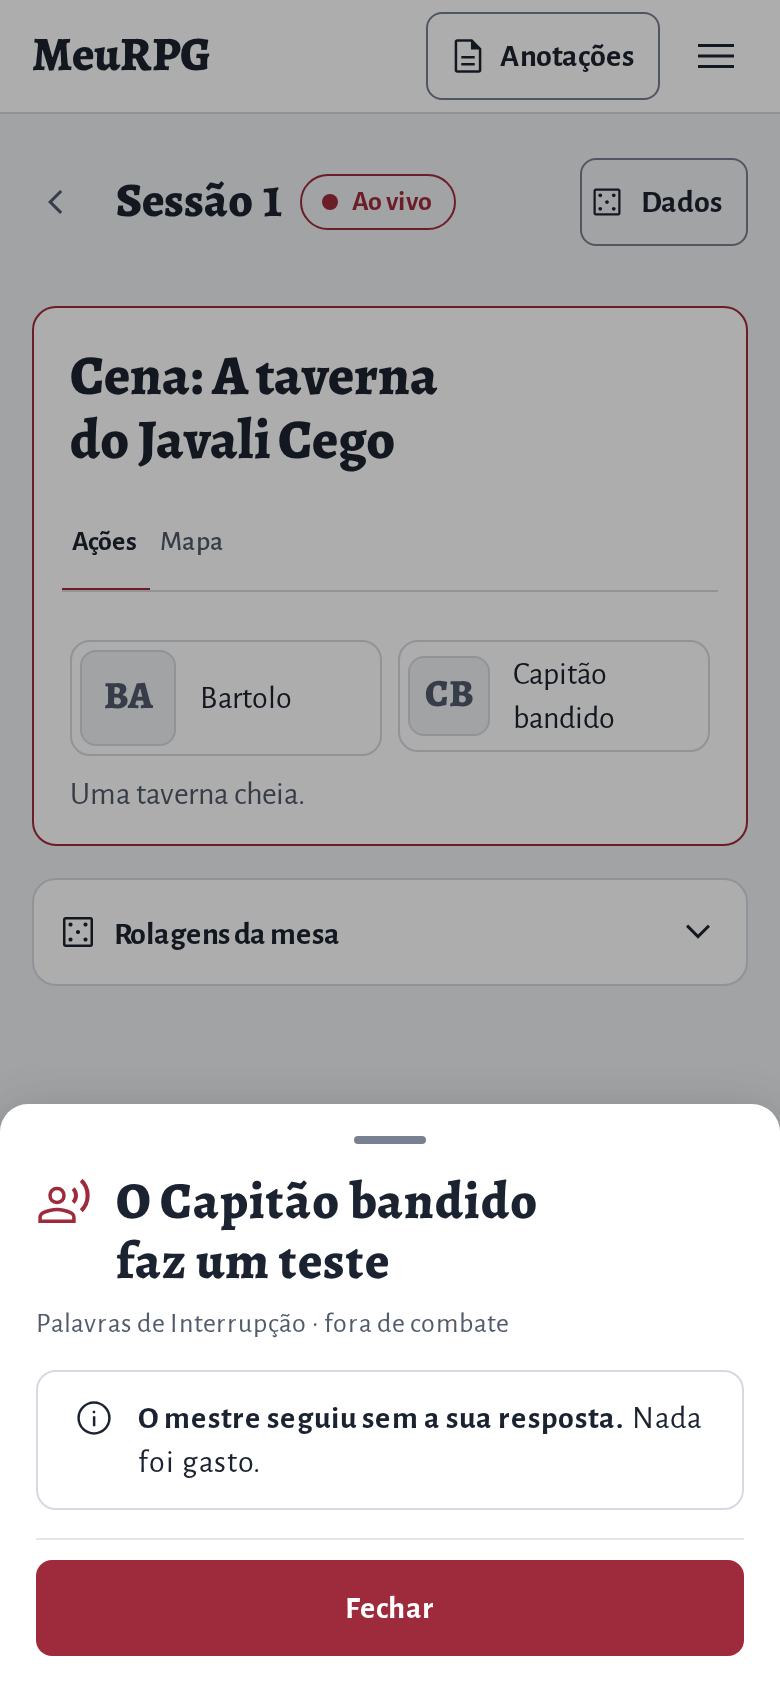 MeuRPG
Anotações
Sessão 1
Ao vivo
Dados
Cena: A taverna
do Javali Cego
Ações
Mapa
BA
Bartolo
CB
Capitão
bandido
Uma taverna cheia.
Rolagens da mesa
O Capitão bandido
faz um teste
Palavras de Interrupção · fora de combate
O mestre seguiu sem a sua resposta. Nada
foi gasto.
Fechar